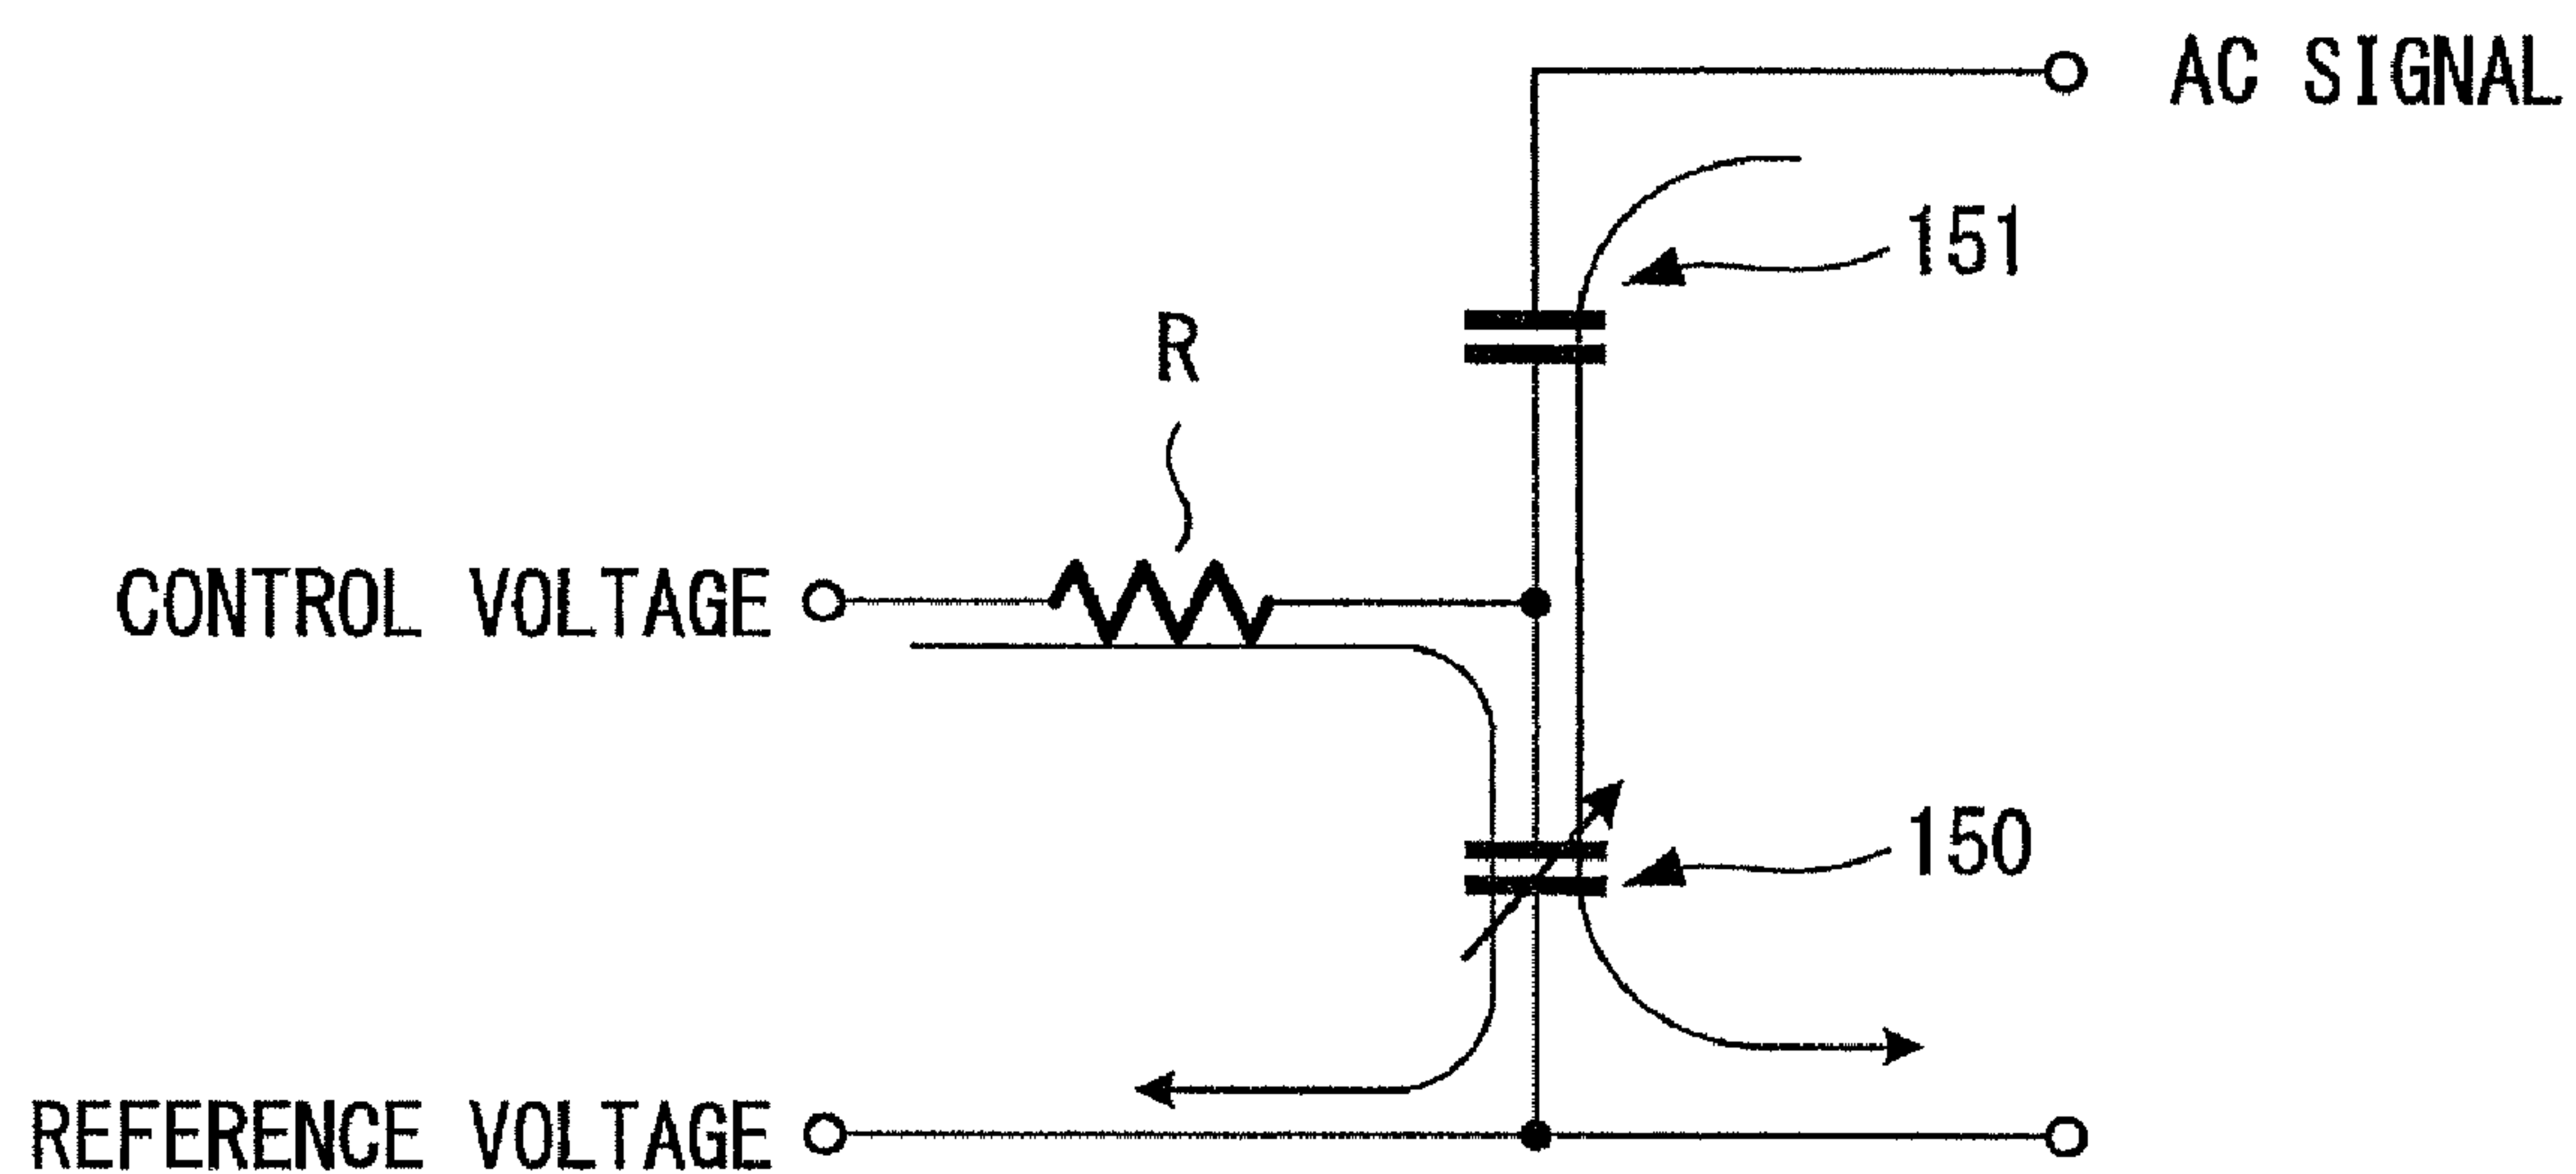 AC SIGNAL
151
R
CONTROL VOLTAGE
150
REFERENCE VOLTAGE